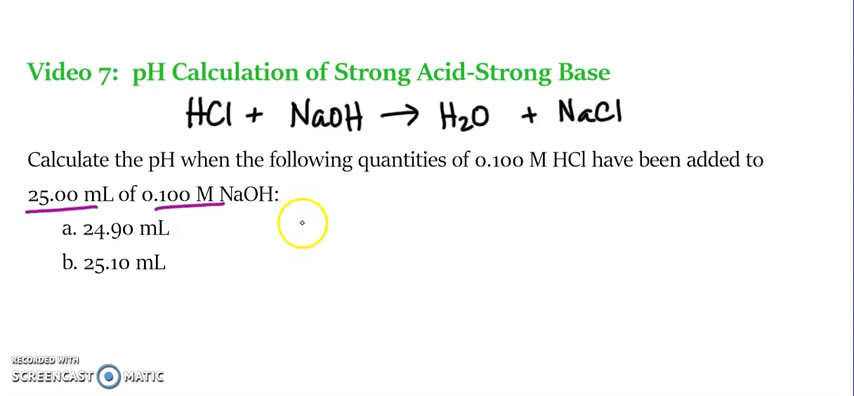 Video 7: pH Calculation of Strong Acid-Strong Base
HCl + NaOH → H₂O + NaCl
Calculate the pH when the following quantities of 0.100 M HCl have been added to
25.00 mL of 0.100 M NaOH:
a. 24.90 mL
b. 25.10 mL
RECORDED WITH
SCREENCAST MATIC